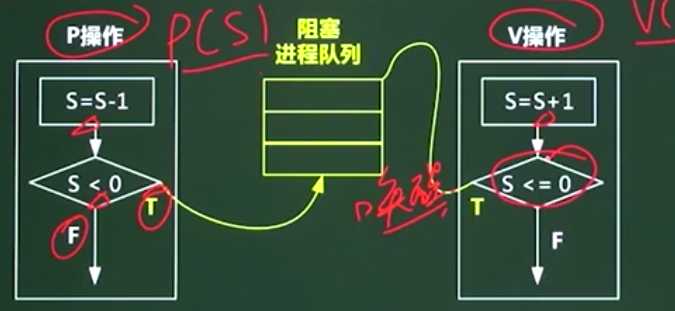 P操作
P(S)
阻塞
进程队列
V操作
V(
S=S-1
S=S+1
S < 0
S <= 0
T
F
唤醒
T
F